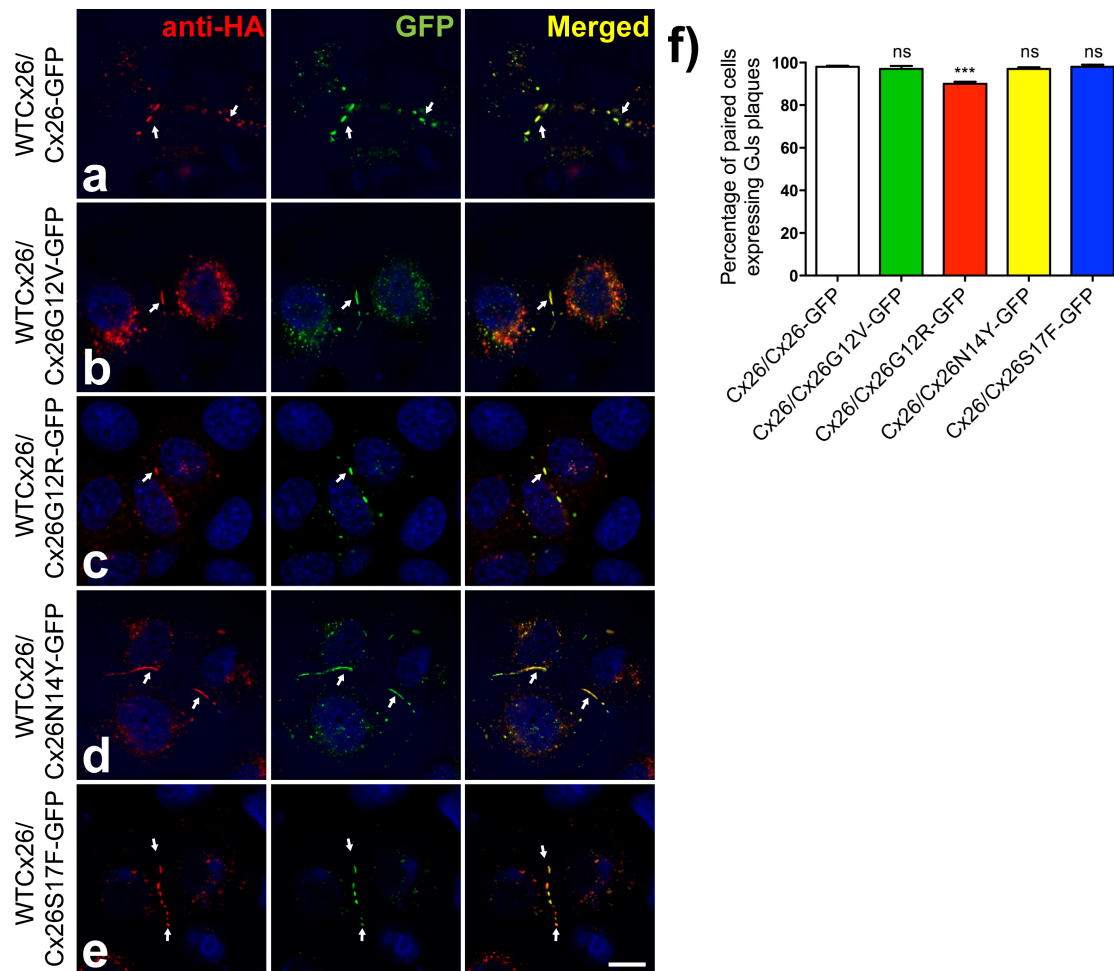 anti-HA
GFP
Merged
WTCx26/
Cx26-GFP
a
WTCx26/
Cx26G12V-GFP
b
WTCx26/
Cx26G12R-GFP
c
WTCx26/
Cx26N14Y-GFP
d
WTCx26/
Cx26S17F-GFP
e
f)
Percentage of paired cells
expressing GJs plaques
100
80
60
40
20
0
ns
***
ns
ns
Cx26/Cx26-GFP
Cx26/Cx26G12V-GFP
Cx26/Cx26G12R-GFP
Cx26/Cx26N14Y-GFP
Cx26/Cx26S17F-GFP